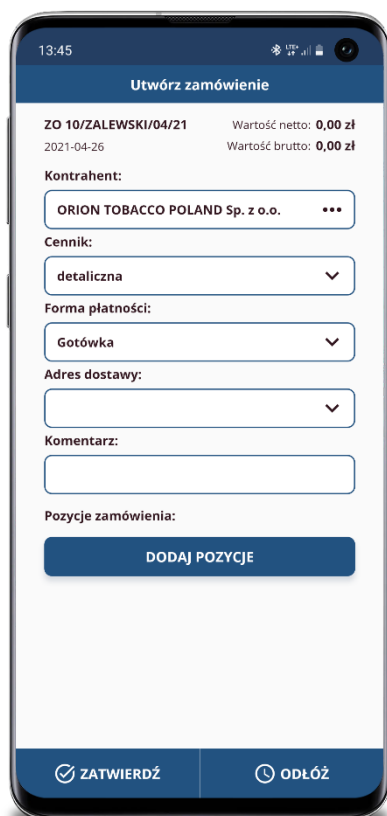 13:45
LTE+
Utwórz zamówienie
ZO 10/ZALEWSKI/04/21 Wartość netto: 0,00 zł
2021-04-26 Wartość brutto: 0,00 zł
Kontrahent:
ORION TOBACCO POLAND Sp. z o.o.
Cennik:
detaliczna
Forma płatności:
Gotówka
Adres dostawy:
Komentarz:
Pozycje zamówienia:
DODAJ POZYCJE
ZATWIERDŹ ODŁÓŻ